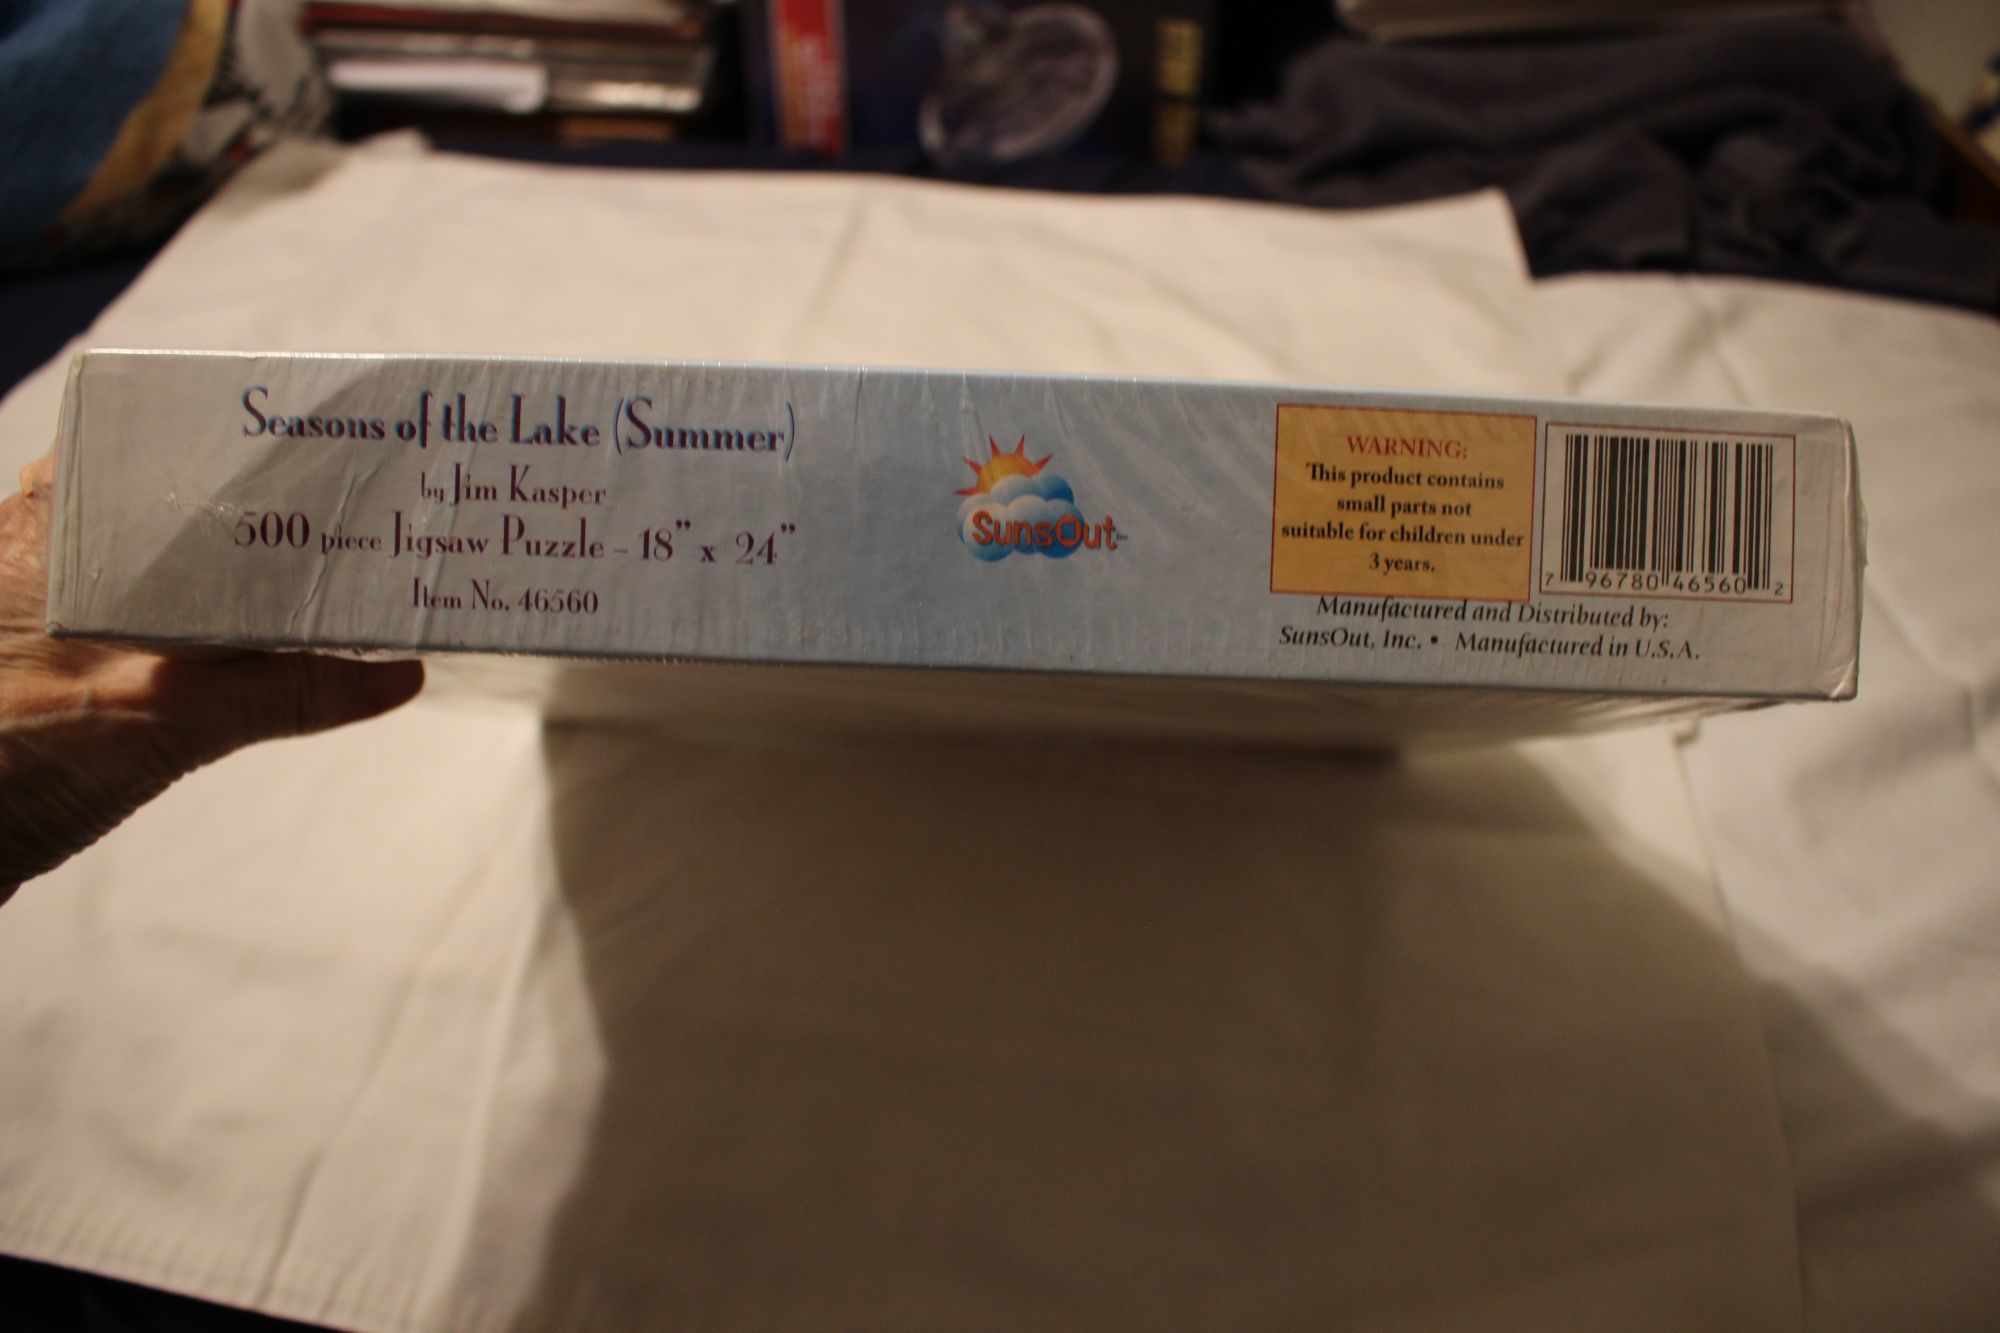 Seasons of the Lake (Summer)
by Jim Kasper
500 piece Jigsaw Puzzle - 18" x 24"
Item No. 46560
SunsOut
WARNING:
This product contains
small parts not
suitable for children under
3 years.
7 96780 46560 2
Manufactured and Distributed by:
SunsOut, Inc. • Manufactured in U.S.A.